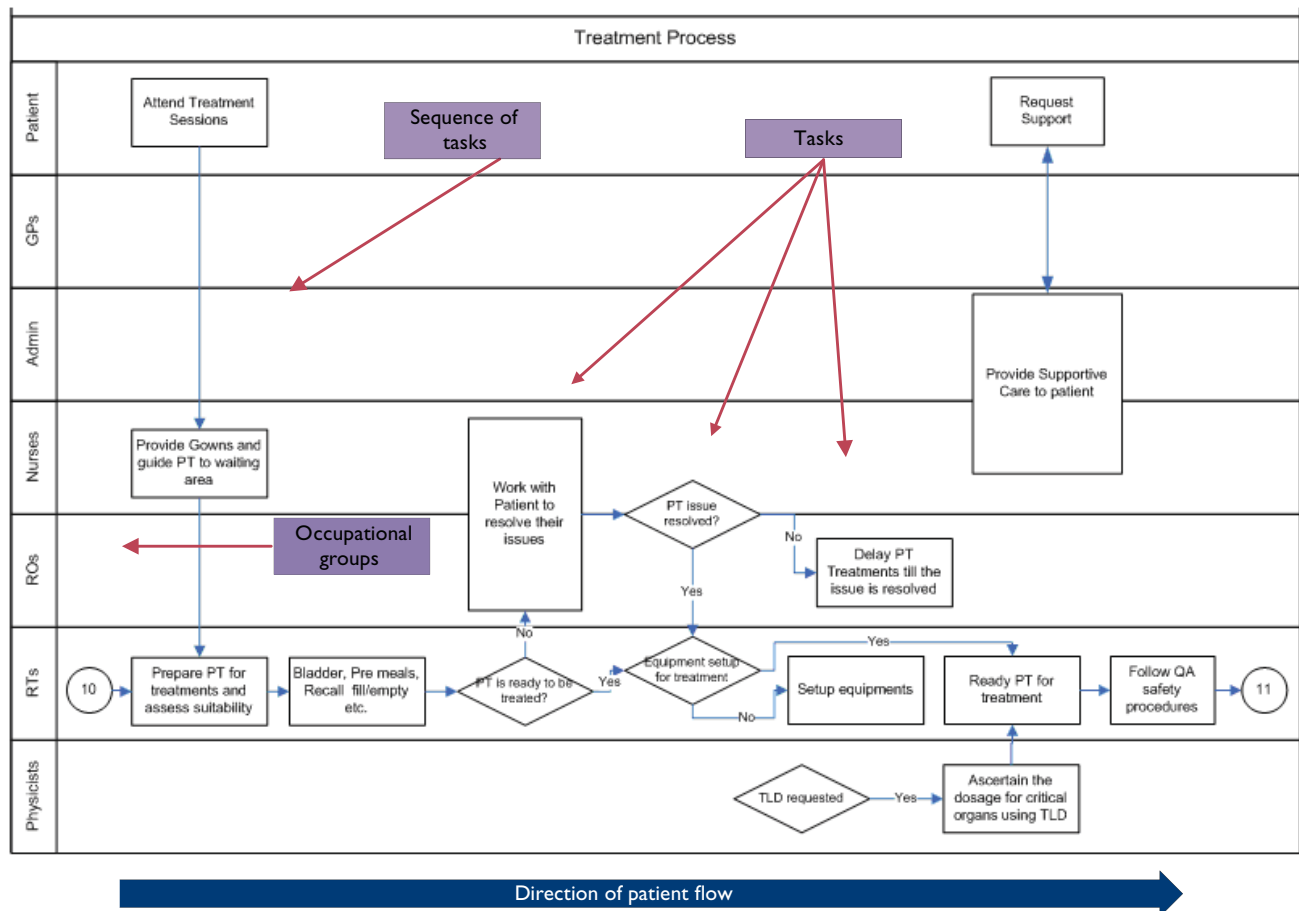 Treatment Process
Patient
Attend Treatment
Sessions
Sequence of
tasks
Tasks
Request
Support
GPs
Admin
Provide Supportive
Care to patient
Nurses
Provide Gowns and
guide PT to waiting
area
Work with
Patient to
resolve their
issues
PT issue
resolved?
No
Yes
ROs
Occupational
groups
Delay PT
Treatments till the
issue is resolved
RTs
10
Prepare PT for
treatments and
assess suitability
Bladder, Pre meals,
Recall fill/empty
etc.
No
PT is ready to be
treated?
Yes
Equipment setup
for treatment
Yes
No
Setup equipments
Ready PT for
treatment
Follow QA
safety
procedures
11
Physicists
TLD requested
Yes
Ascertain the
dosage for critical
organs using TLD
Direction of patient flow